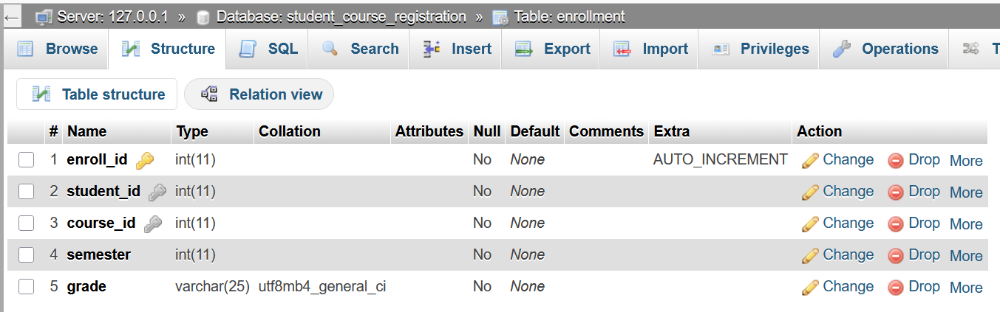 Server: 127.0.0.1 » Database: student_course_registration » Table: enrollment
Browse Structure SQL Search Insert Export Import Privileges Operations T
Table structure Relation view
# Name Type Collation Attributes Null Default Comments Extra Action
1 enroll_id int(11) No None AUTO_INCREMENT Change Drop More
2 student_id int(11) No None Change Drop More
3 course_id int(11) No None Change Drop More
4 semester int(11) No None Change Drop More
5 grade varchar(25) utf8mb4_general_ci No None Change Drop More